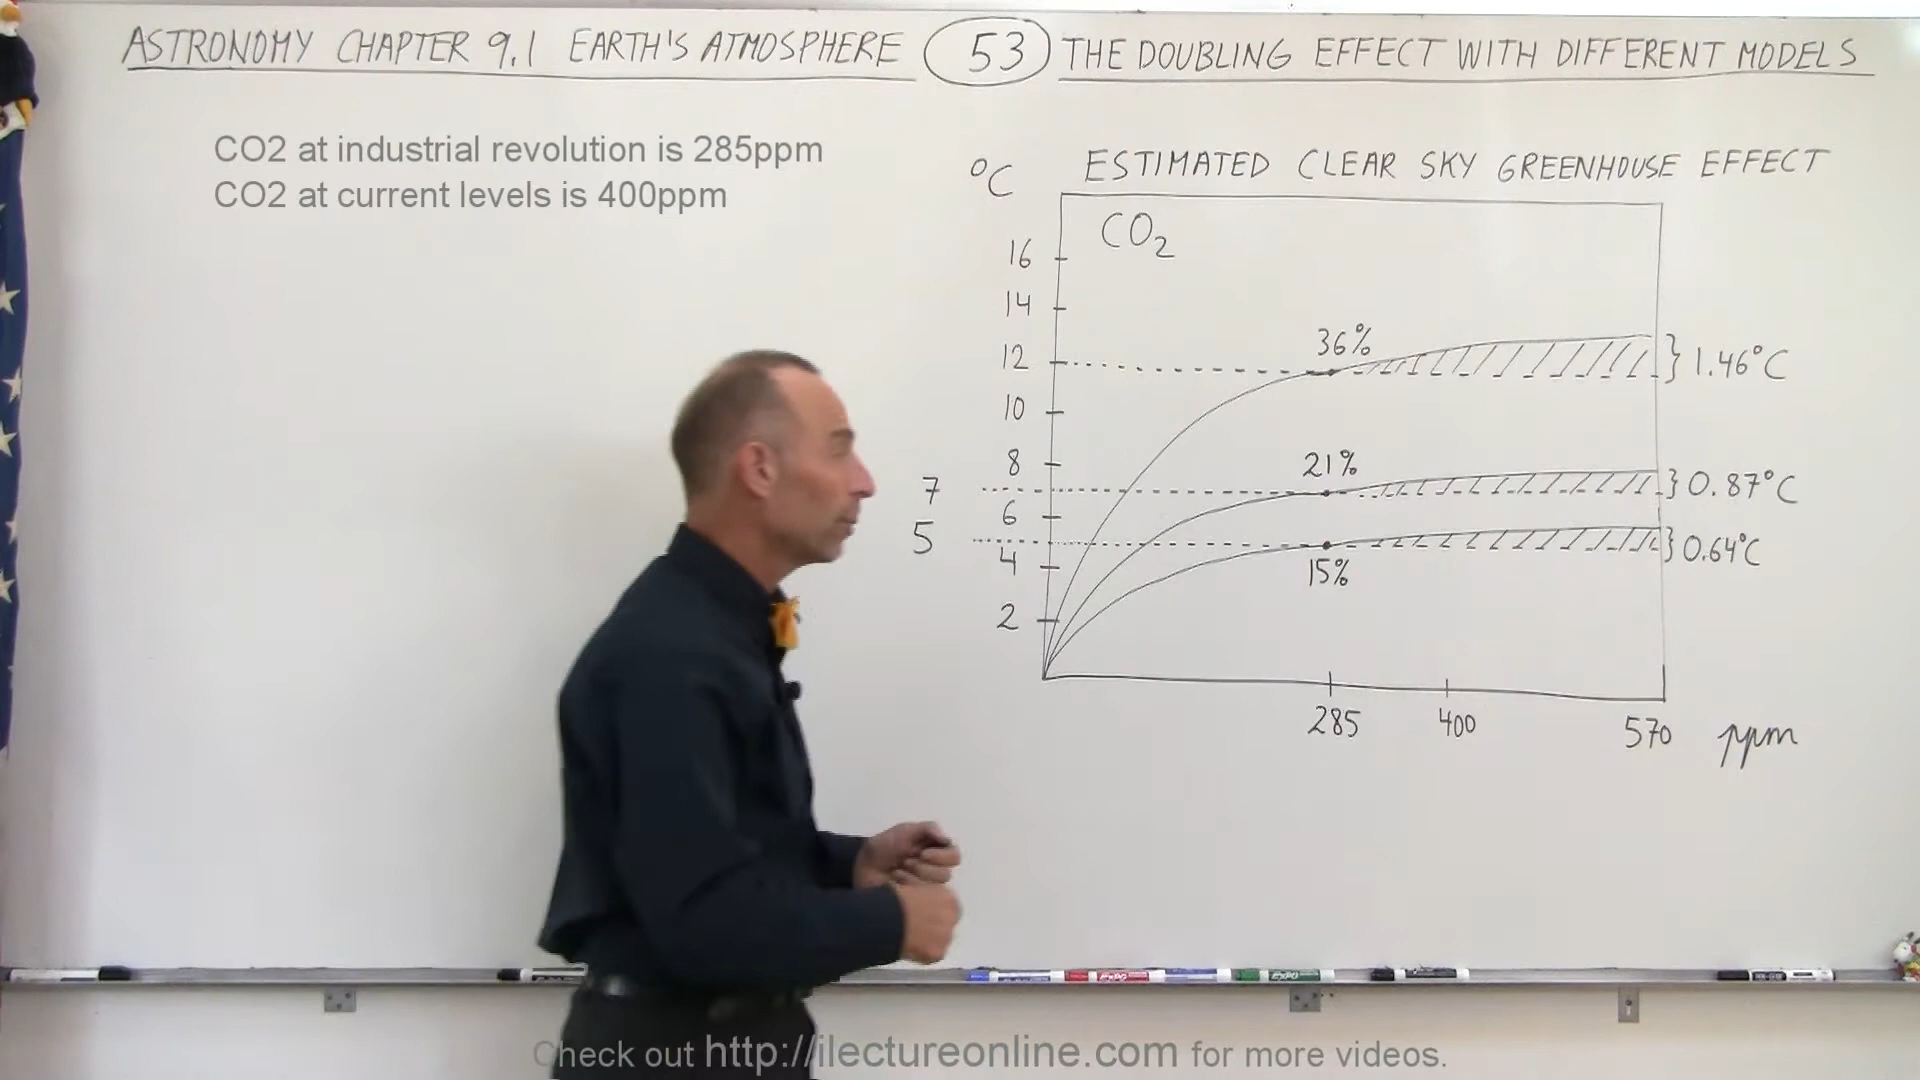 ASTRONOMY CHAPTER 9.1 EARTH'S ATMOSPHERE 53 THE DOUBLING EFFECT WITH DIFFERENT MODELS
CO2 at industrial revolution is 285ppm
CO2 at current levels is 400ppm
°C ESTIMATED CLEAR SKY GREENHOUSE EFFECT
CO₂
16
14
36%
12
1.46°C
10
21%
8
7
0.87°C
6
5
0.64°C
4
15%
2
285 400 570 ppm
EXPO
EXPO
Check out http://ilectureonline.com for more videos.